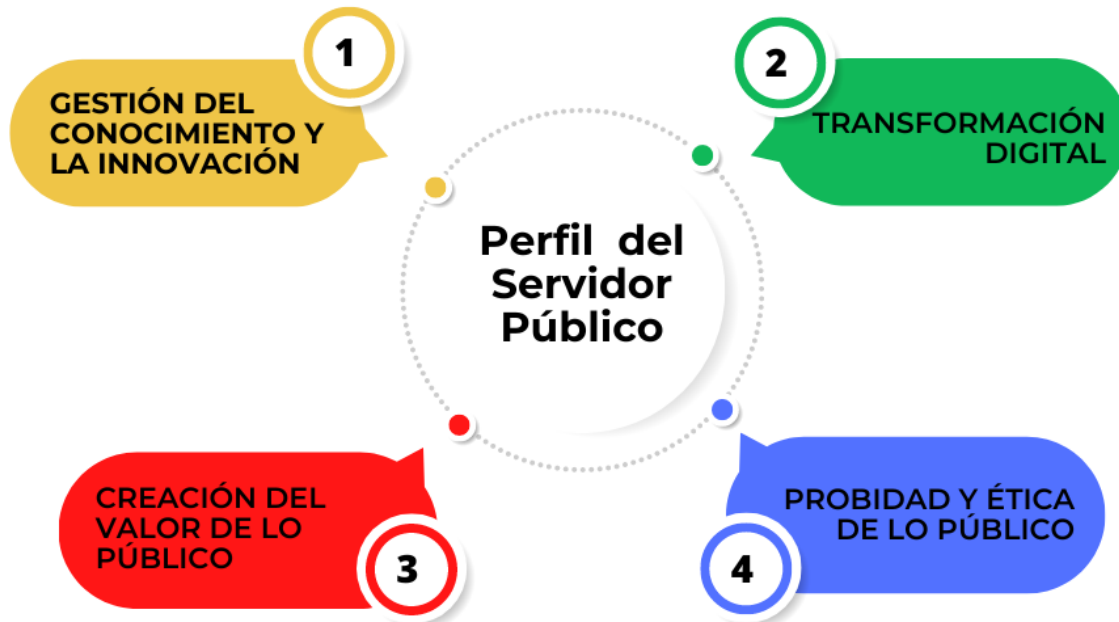 1
GESTIÓN DEL
CONOCIMIENTO Y
LA INNOVACIÓN
2
TRANSFORMACIÓN
DIGITAL
Perfil del
Servidor
Público
CREACIÓN DEL
VALOR DE LO
PÚBLICO
3
PROBIDAD Y ÉTICA
DE LO PÚBLICO
4